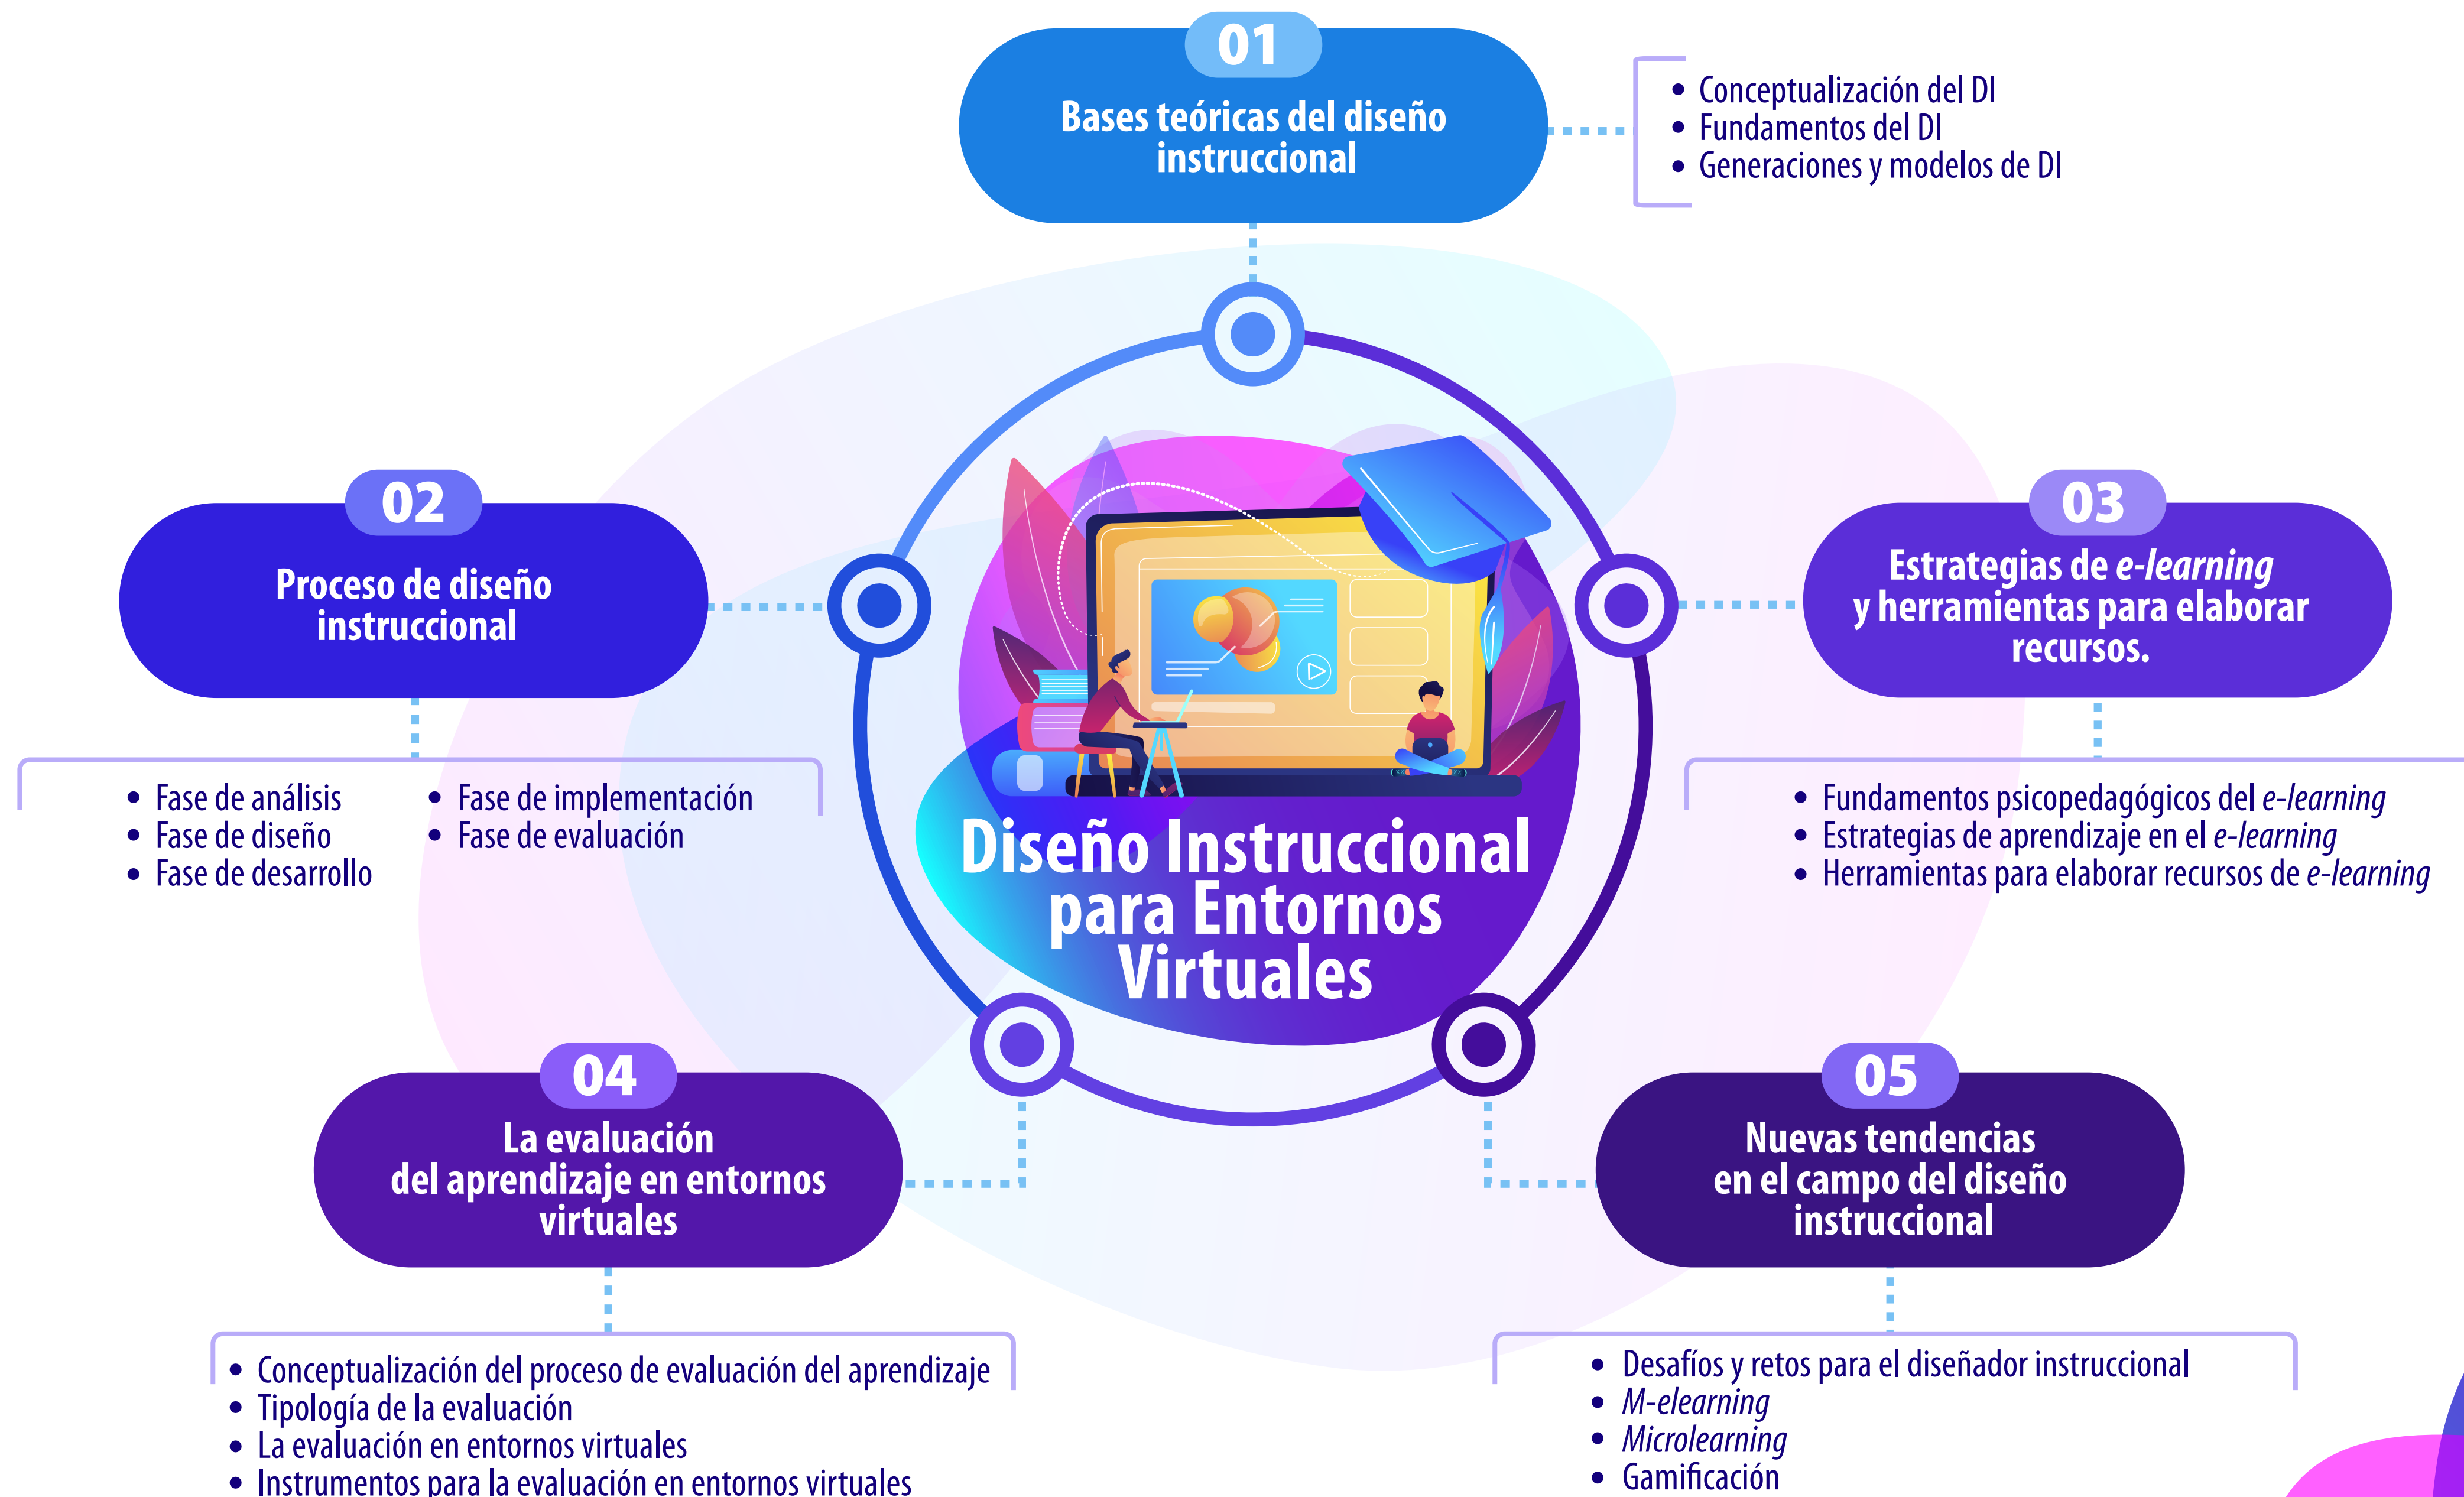 01
Bases teóricas del diseño
instruccional
• Conceptualización del DI
• Fundamentos del DI
• Generaciones y modelos de DI
02
Proceso de diseño
instruccional
• Fase de análisis
• Fase de diseño
• Fase de desarrollo
• Fase de implementación
• Fase de evaluación
03
Estrategias de e-learning
y herramientas para elaborar
recursos.
• Fundamentos psicopedagógicos del e-learning
• Estrategias de aprendizaje en el e-learning
• Herramientas para elaborar recursos de e-learning
Diseño Instruccional
para Entornos
Virtuales
04
La evaluación
del aprendizaje en entornos
virtuales
• Conceptualización del proceso de evaluación del aprendizaje
• Tipología de la evaluación
• La evaluación en entornos virtuales
• Instrumentos para la evaluación en entornos virtuales
05
Nuevas tendencias
en el campo del diseño
instruccional
• Desafíos y retos para el diseñador instruccional
• M-elearning
• Microlearning
• Gamificación